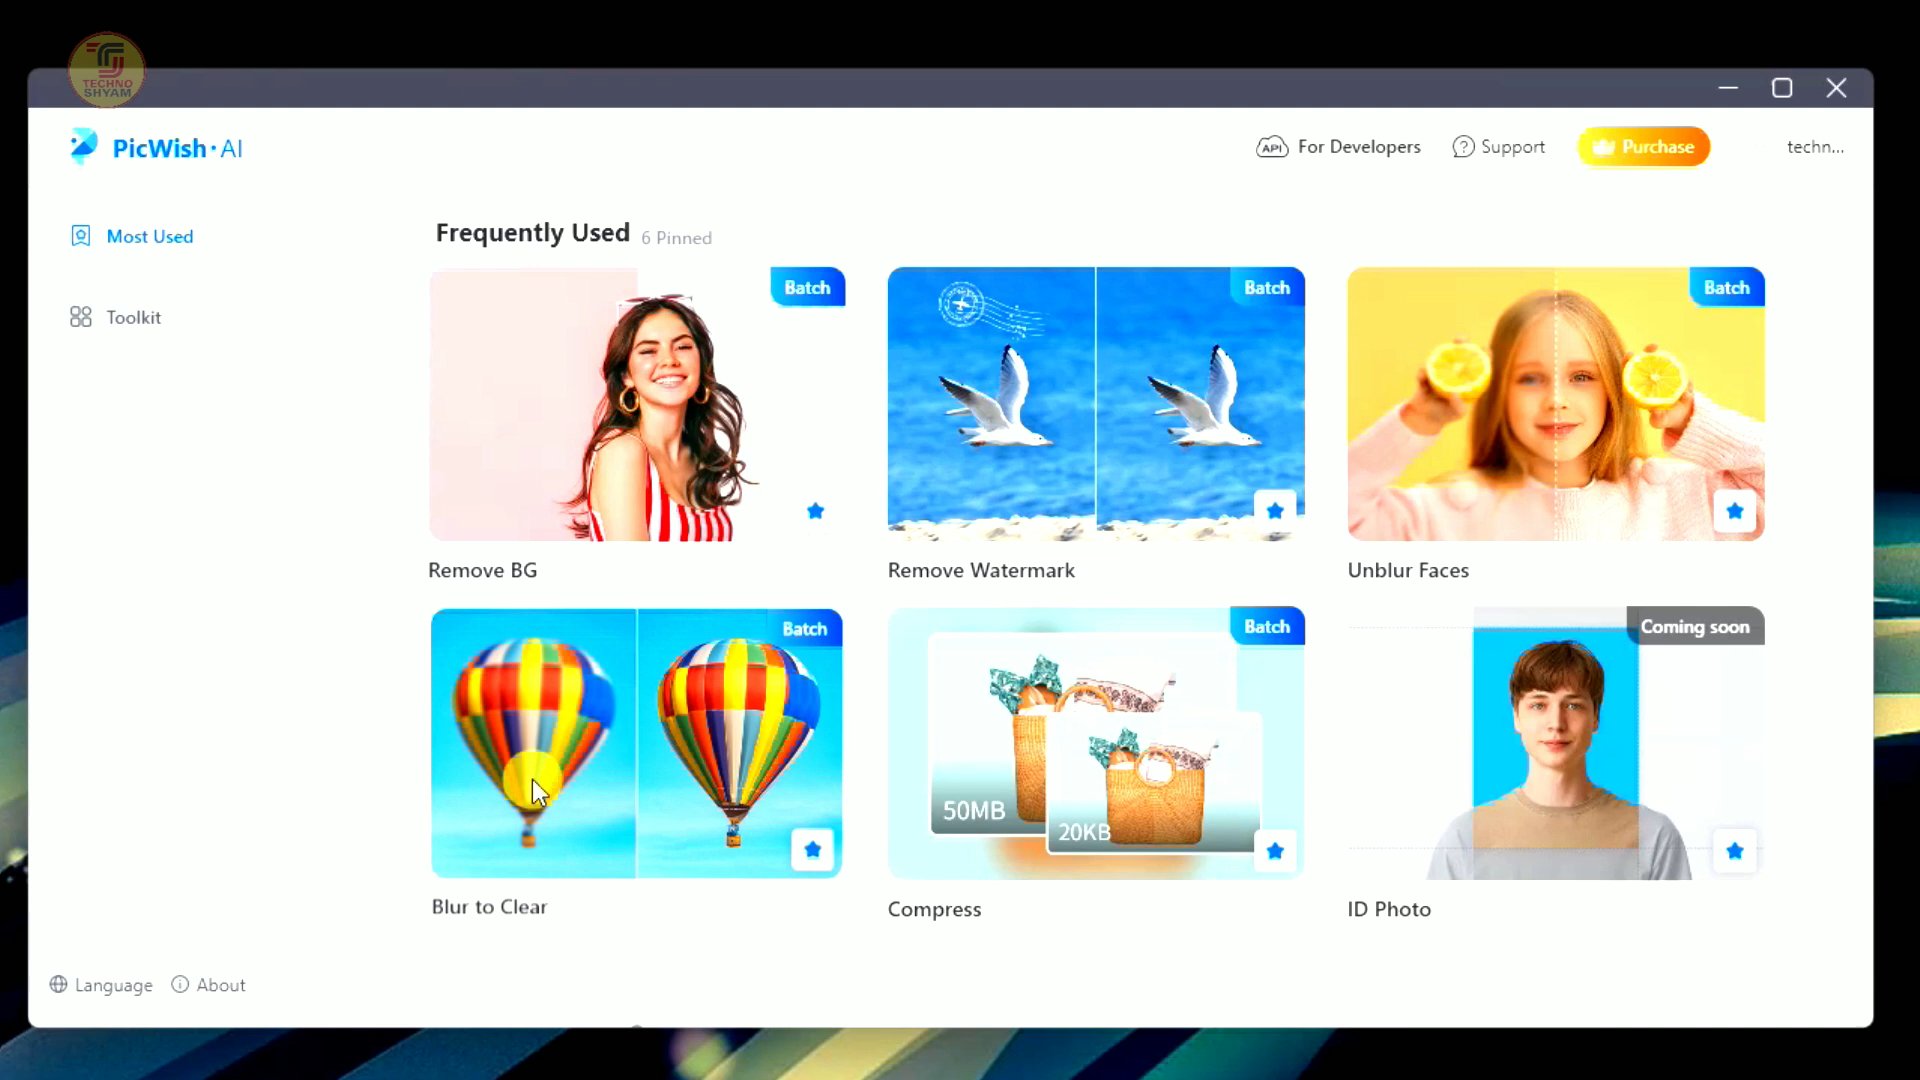 TECHNO
SHYAM
PicWish · AI
API For Developers
? Support
Purchase
techn...
Most Used
Toolkit
Frequently Used 6 Pinned
Batch
Batch
Batch
Remove BG
Remove Watermark
Unblur Faces
Batch
Batch
Coming soon
50MB
20KB
Blur to Clear
Compress
ID Photo
Language
About